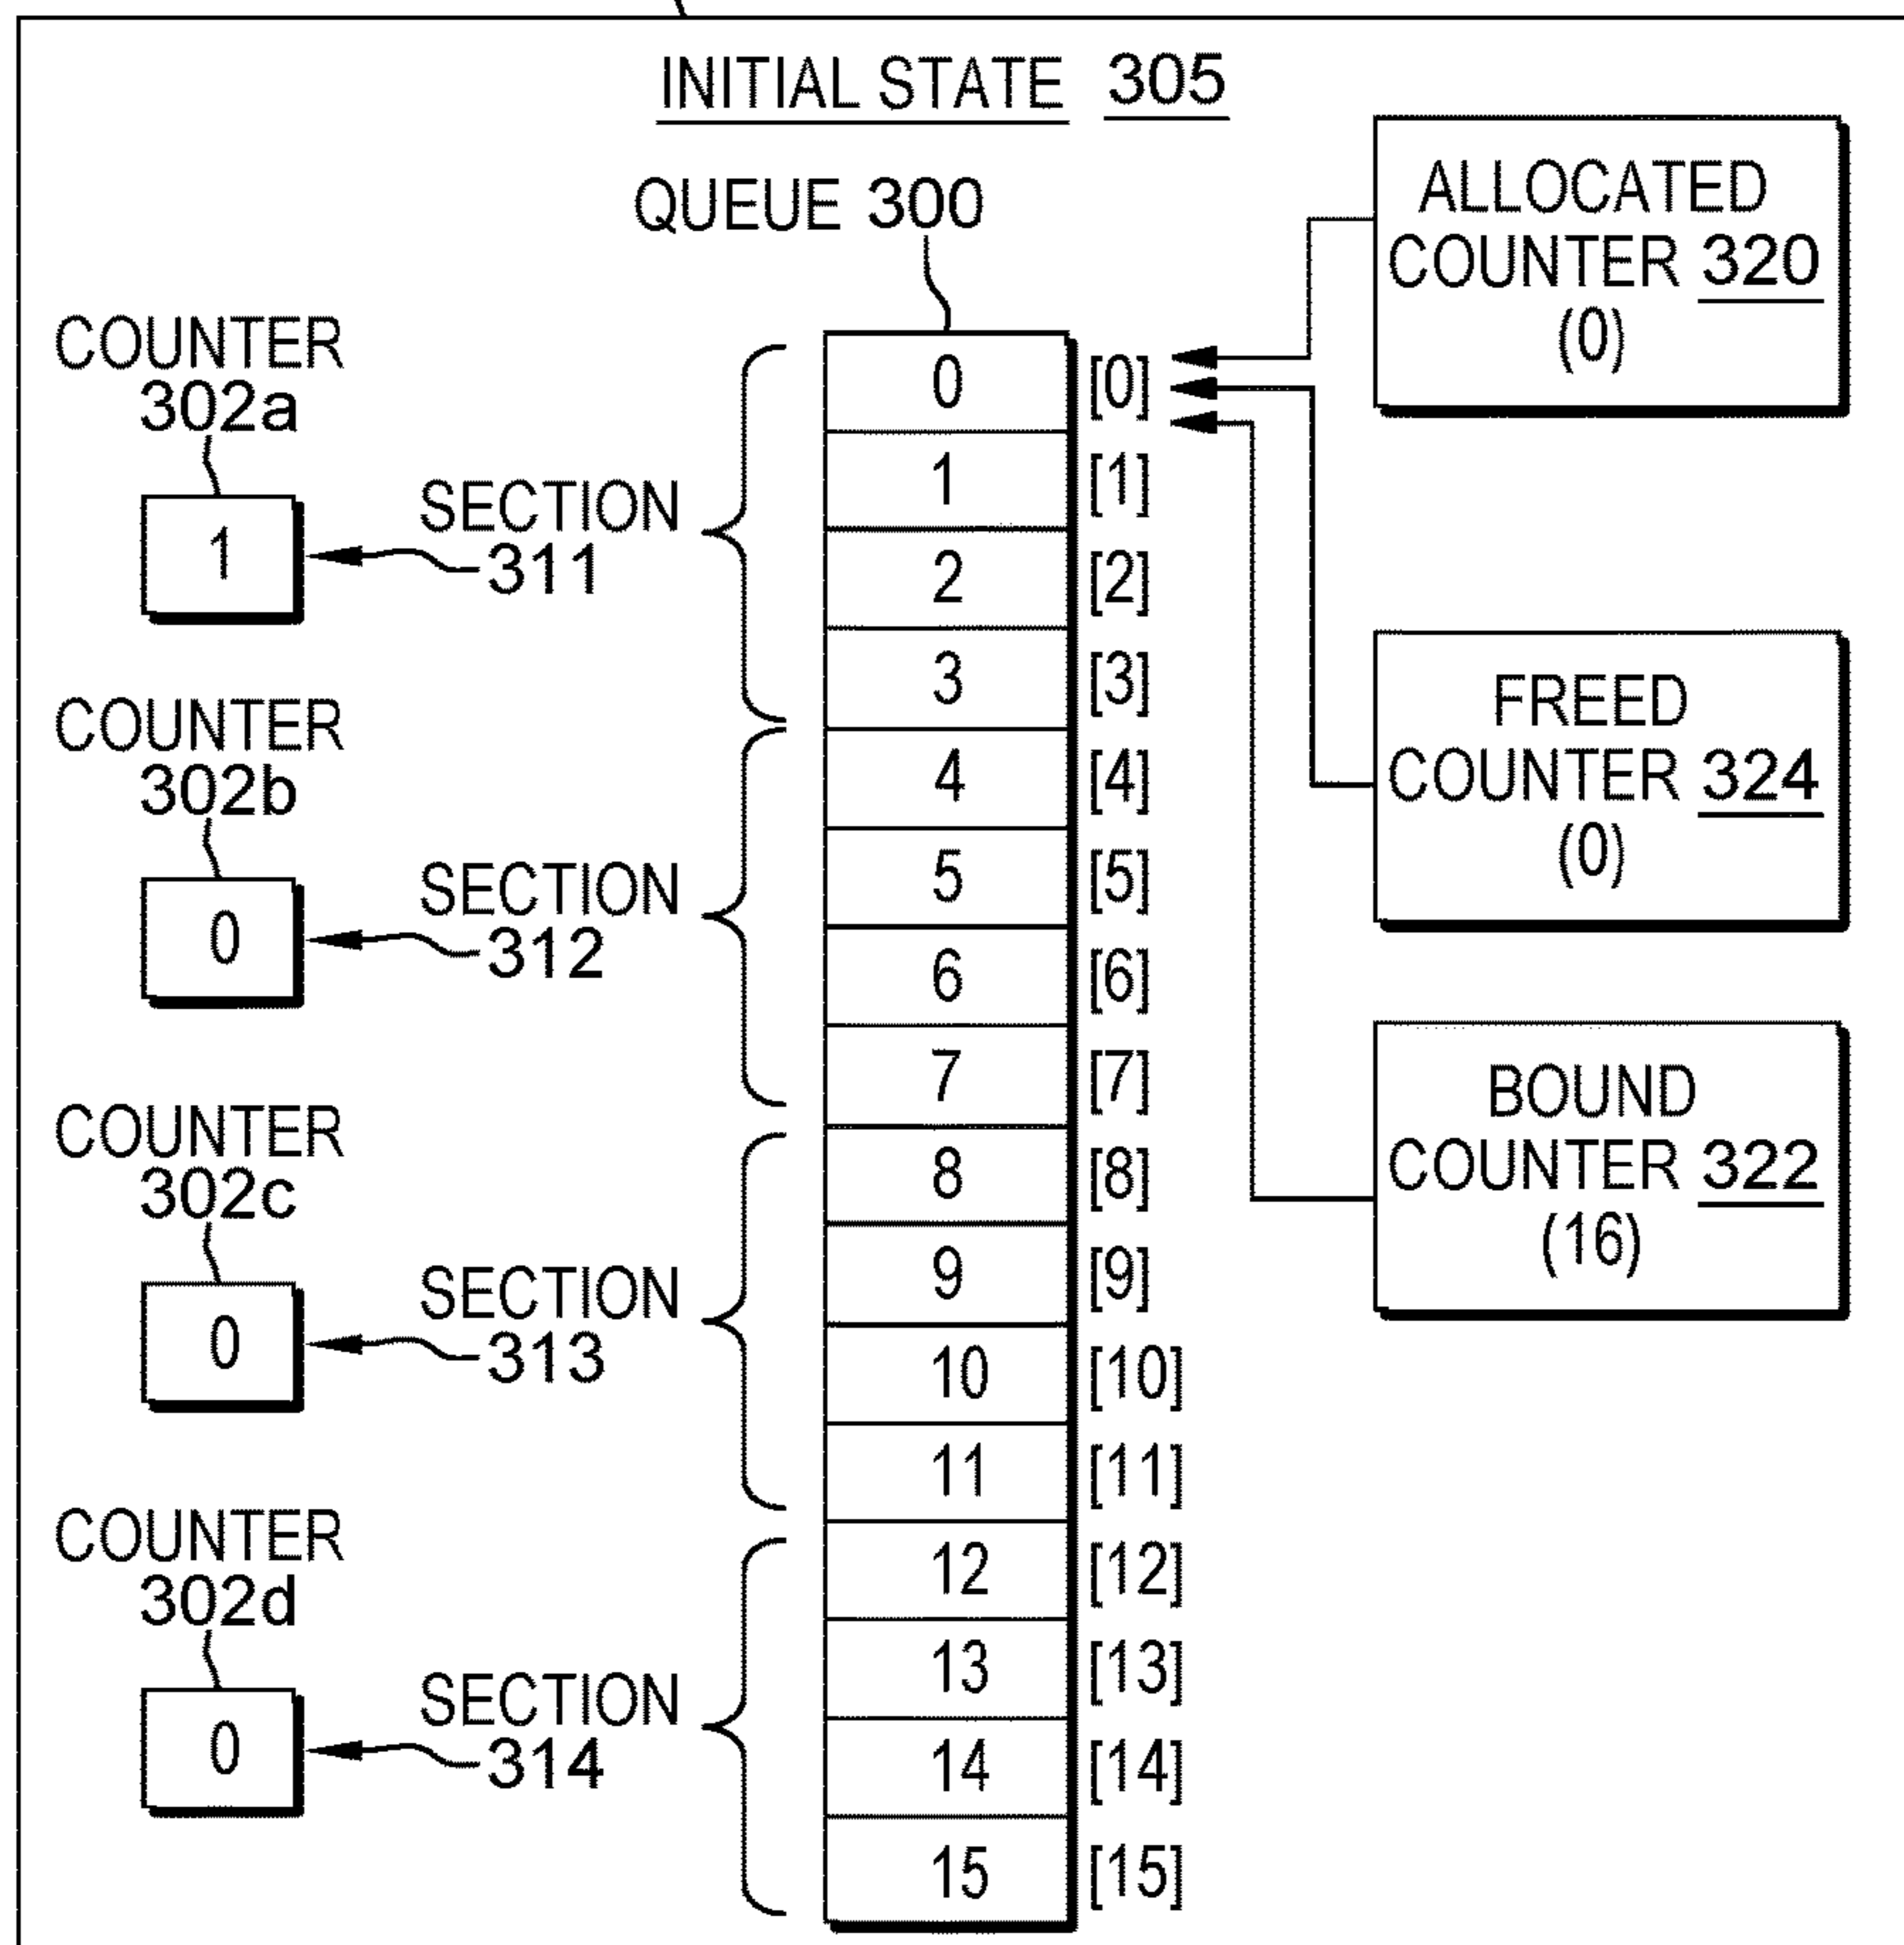 INITIAL STATE 305
QUEUE 300
ALLOCATED
COUNTER 320
(0)
FREED
COUNTER 324
(0)
BOUND
COUNTER 322
(16)
COUNTER
302a
1
SECTION
311
COUNTER
302b
0
SECTION
312
COUNTER
302c
0
SECTION
313
COUNTER
302d
0
SECTION
314
0 [0]
1 [1]
2 [2]
3 [3]
4 [4]
5 [5]
6 [6]
7 [7]
8 [8]
9 [9]
10 [10]
11 [11]
12 [12]
13 [13]
14 [14]
15 [15]